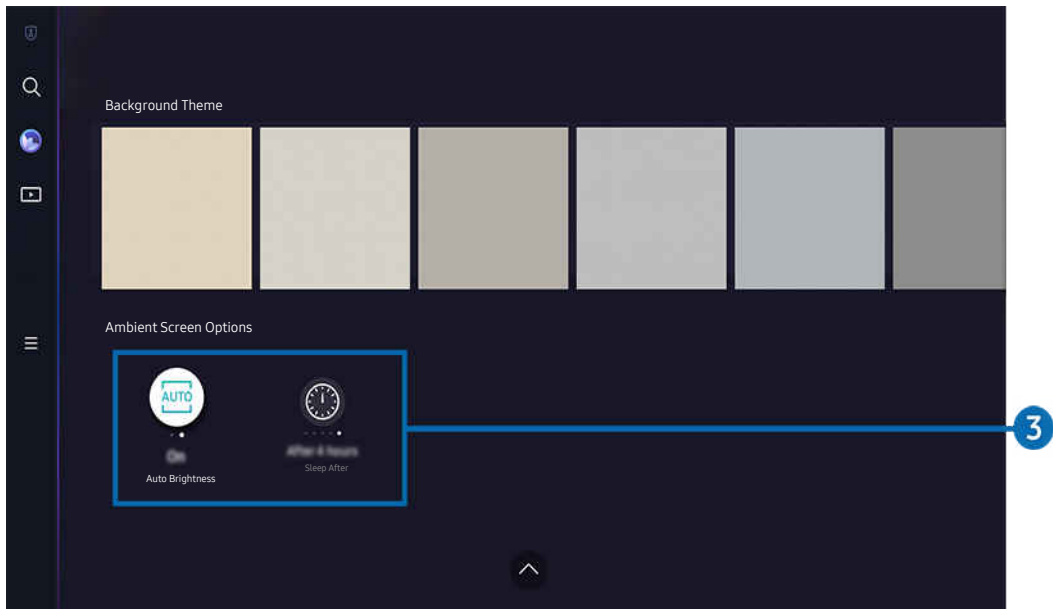 Background Theme
Ambient Screen Options
AUTO
On
After 4 hours
Auto Brightness
Sleep After
3